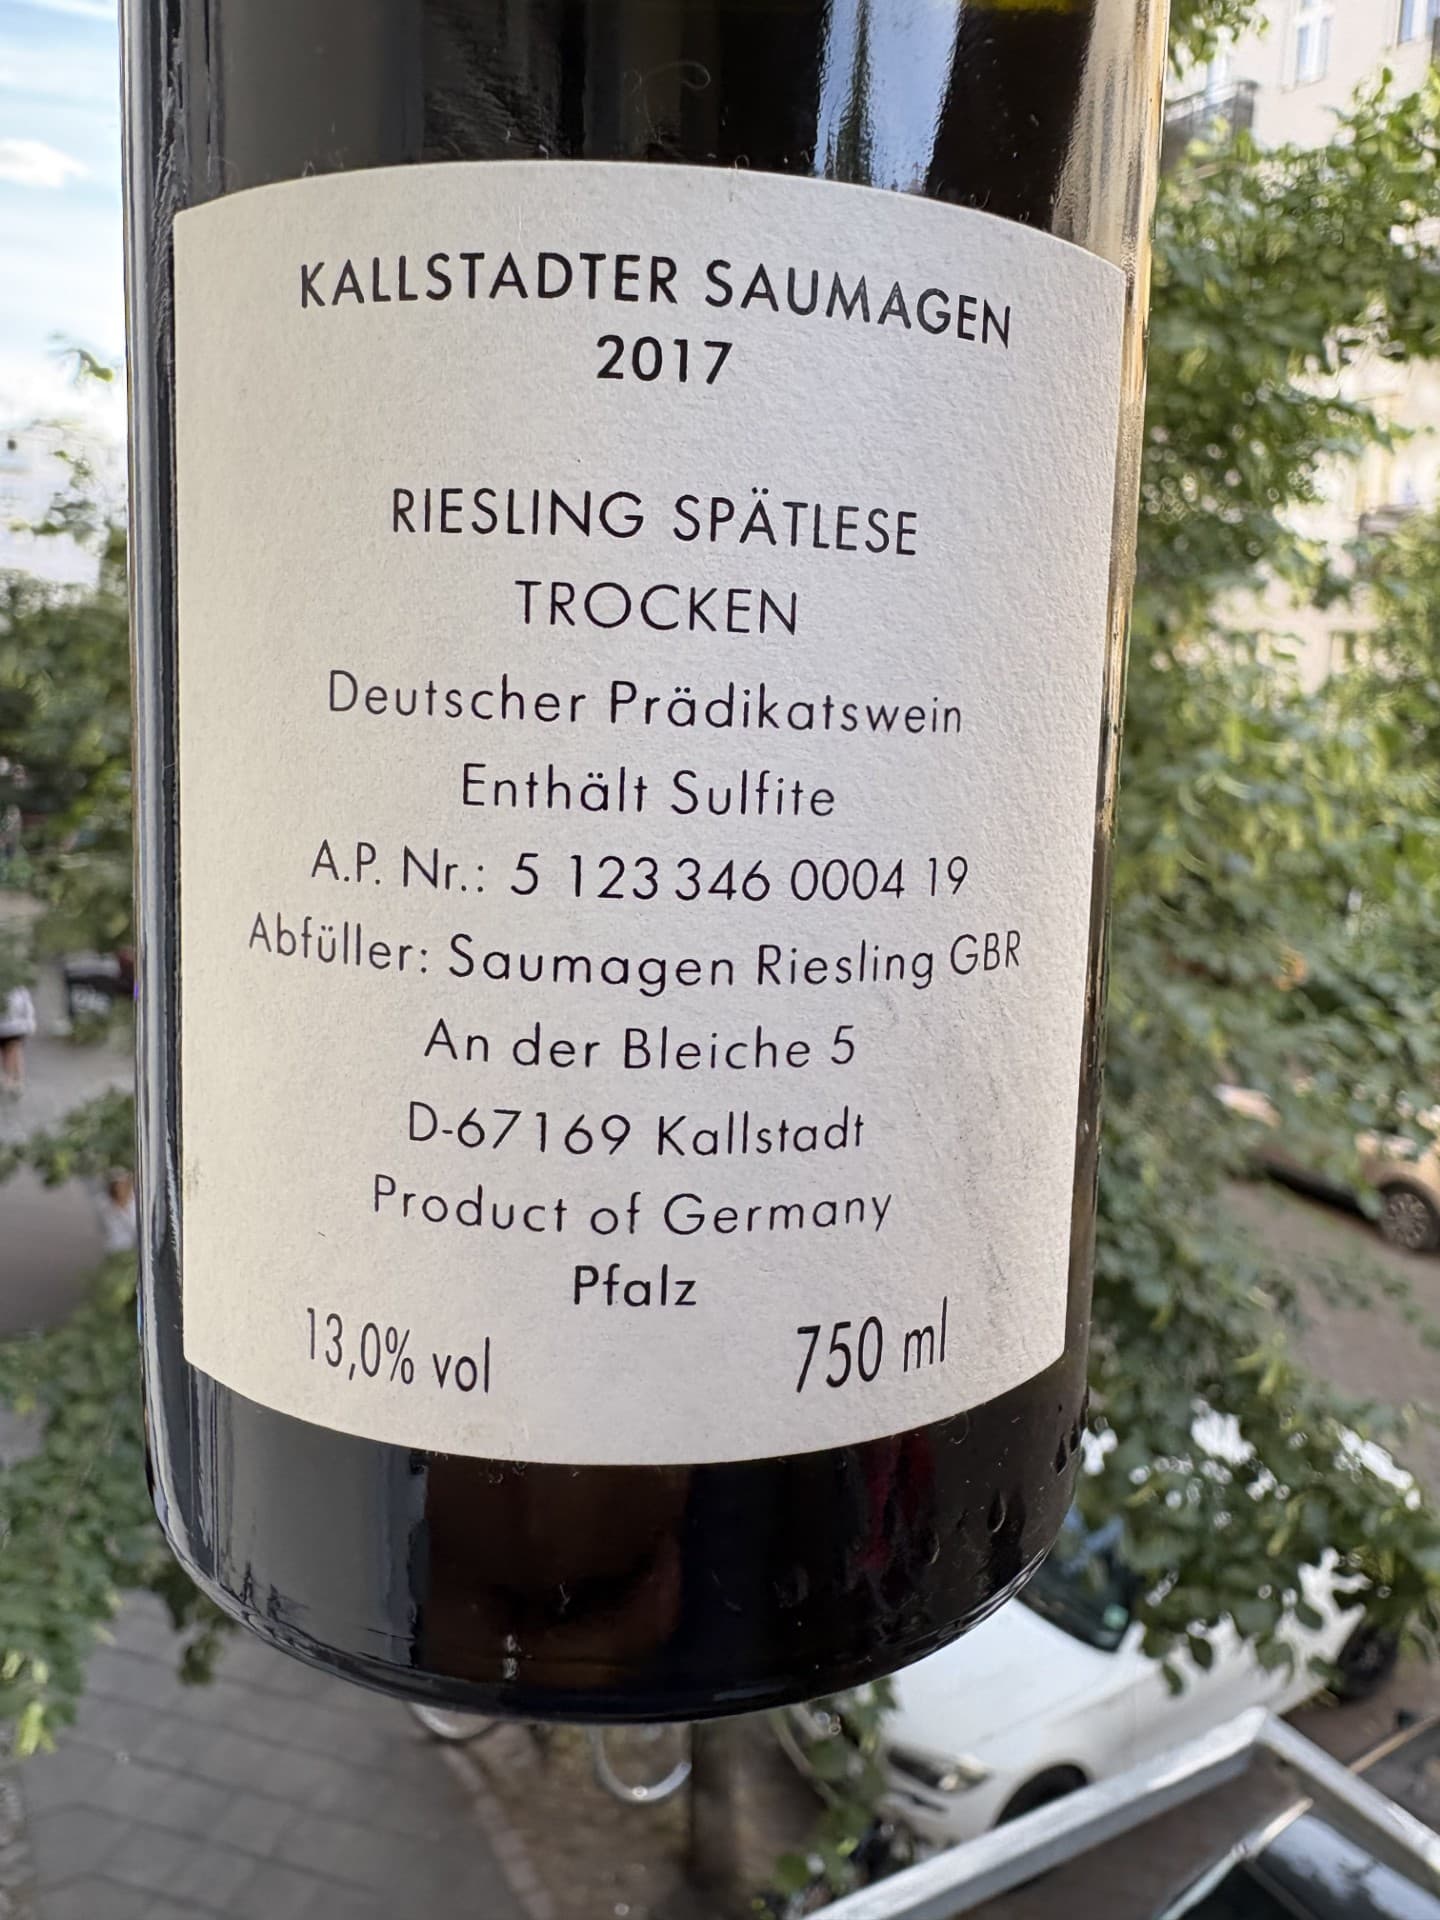 KALLSTADTER SAUMAGEN
2017
RIESLING SPÄTLESE
TROCKEN
Deutscher Prädikatswein
Enthält Sulfite
A.P. Nr.: 5 123 346 0004 19
Abfüller: Saumagen Riesling GBR
An der Bleiche 5
D-67169 Kallstadt
Product of Germany
Pfalz
13,0% vol 750 ml